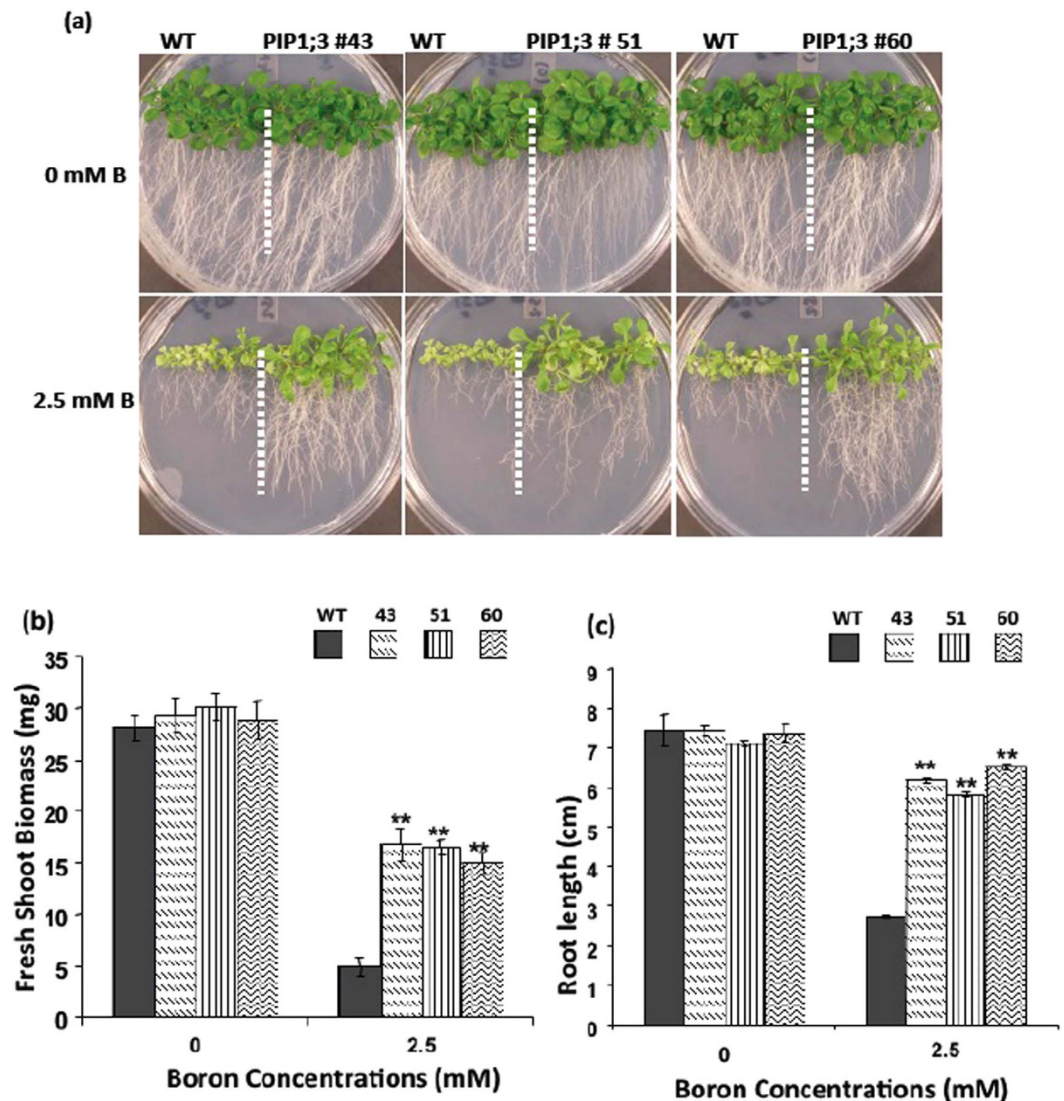 (a)
WT PIP1;3 #43 WT PIP1;3 # 51 WT PIP1;3 #60
0 mM B
2.5 mM B
(b)
WT 43 51 60
Fresh Shoot Biomass (mg)
35
30
25
20
15
10
5
0
** ** **
0 2.5
Boron Concentrations (mM)
(c)
WT 43 51 60
Root length (cm)
9
8
7
6
5
4
3
2
1
0
** ** **
0 2.5
Boron Concentrations (mM)